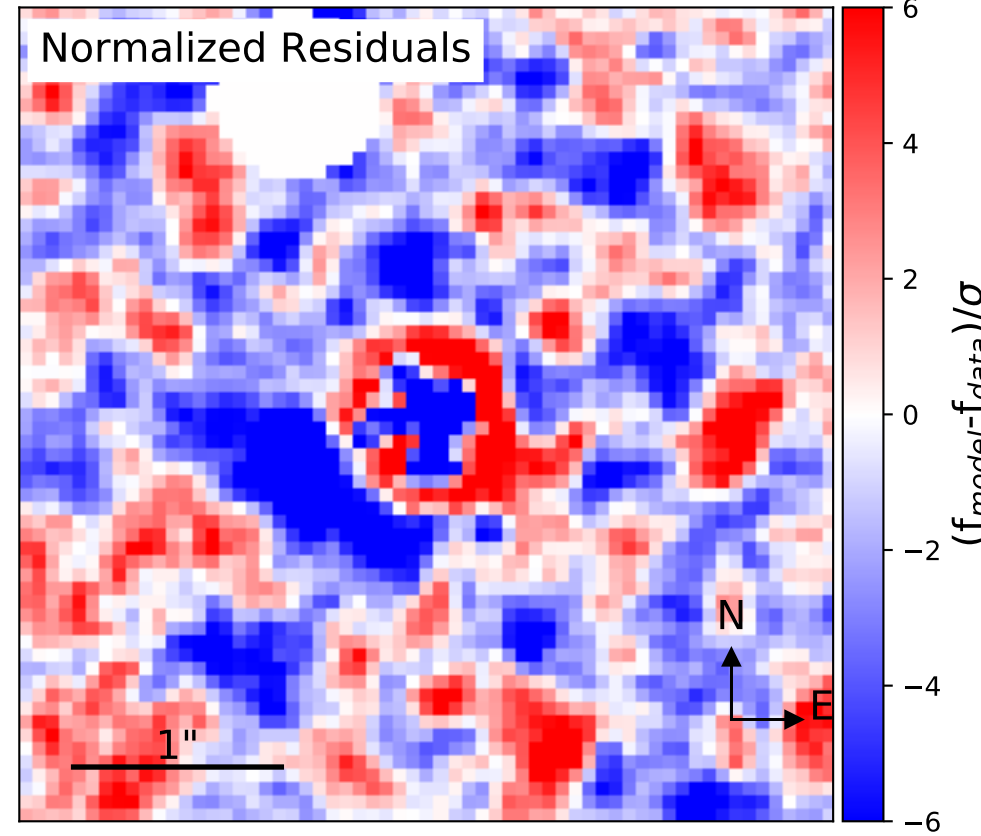 Normalized Residuals
6
4
2
0
−2
−4
−6
(f_model-f_data)/σ
N
E
1"